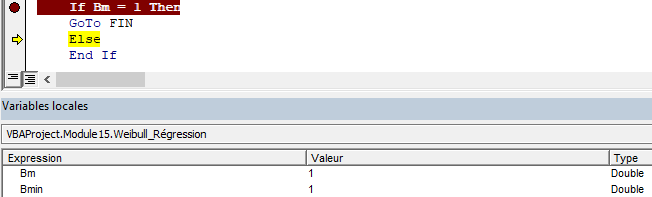 If Bm = 1 Then
GoTo FIN
Else
End If
Variables locales
VBAProject.Module15.Weibull_Régression
Expression Valeur Type
Bm 1 Double
Bmin 1 Double